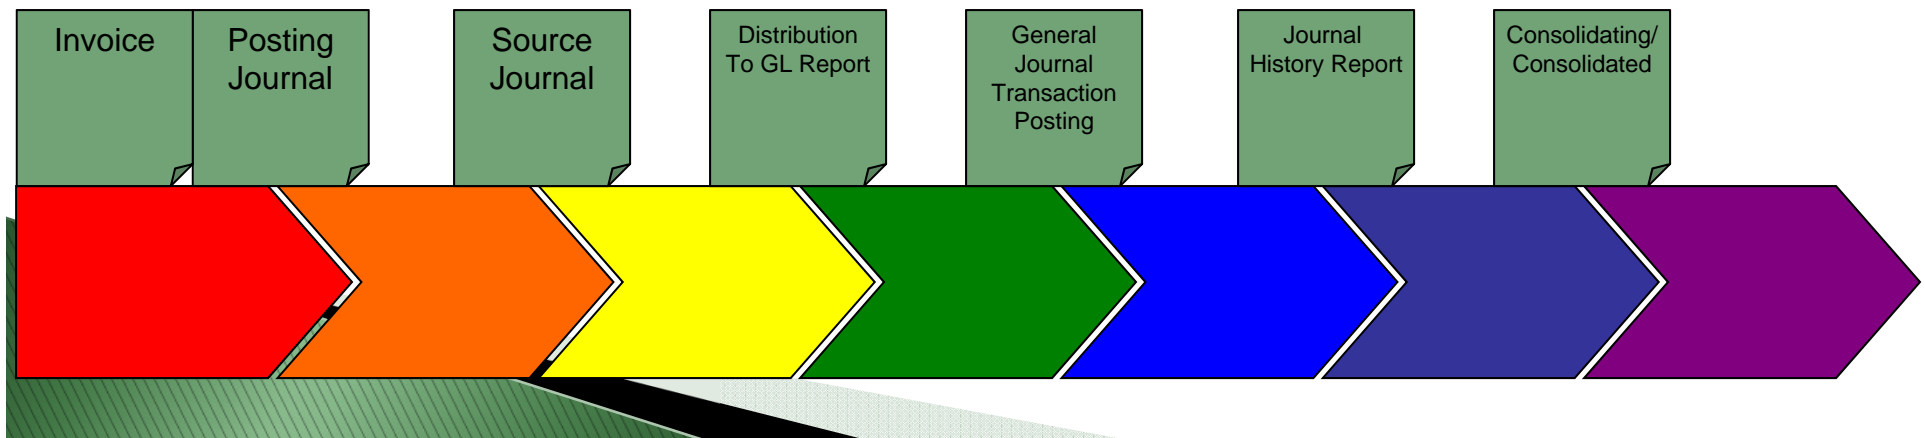 Invoice
Posting
Journal
Source
Journal
Distribution
To GL Report
General
Journal
Transaction
Posting
Journal
History Report
Consolidating/
Consolidated